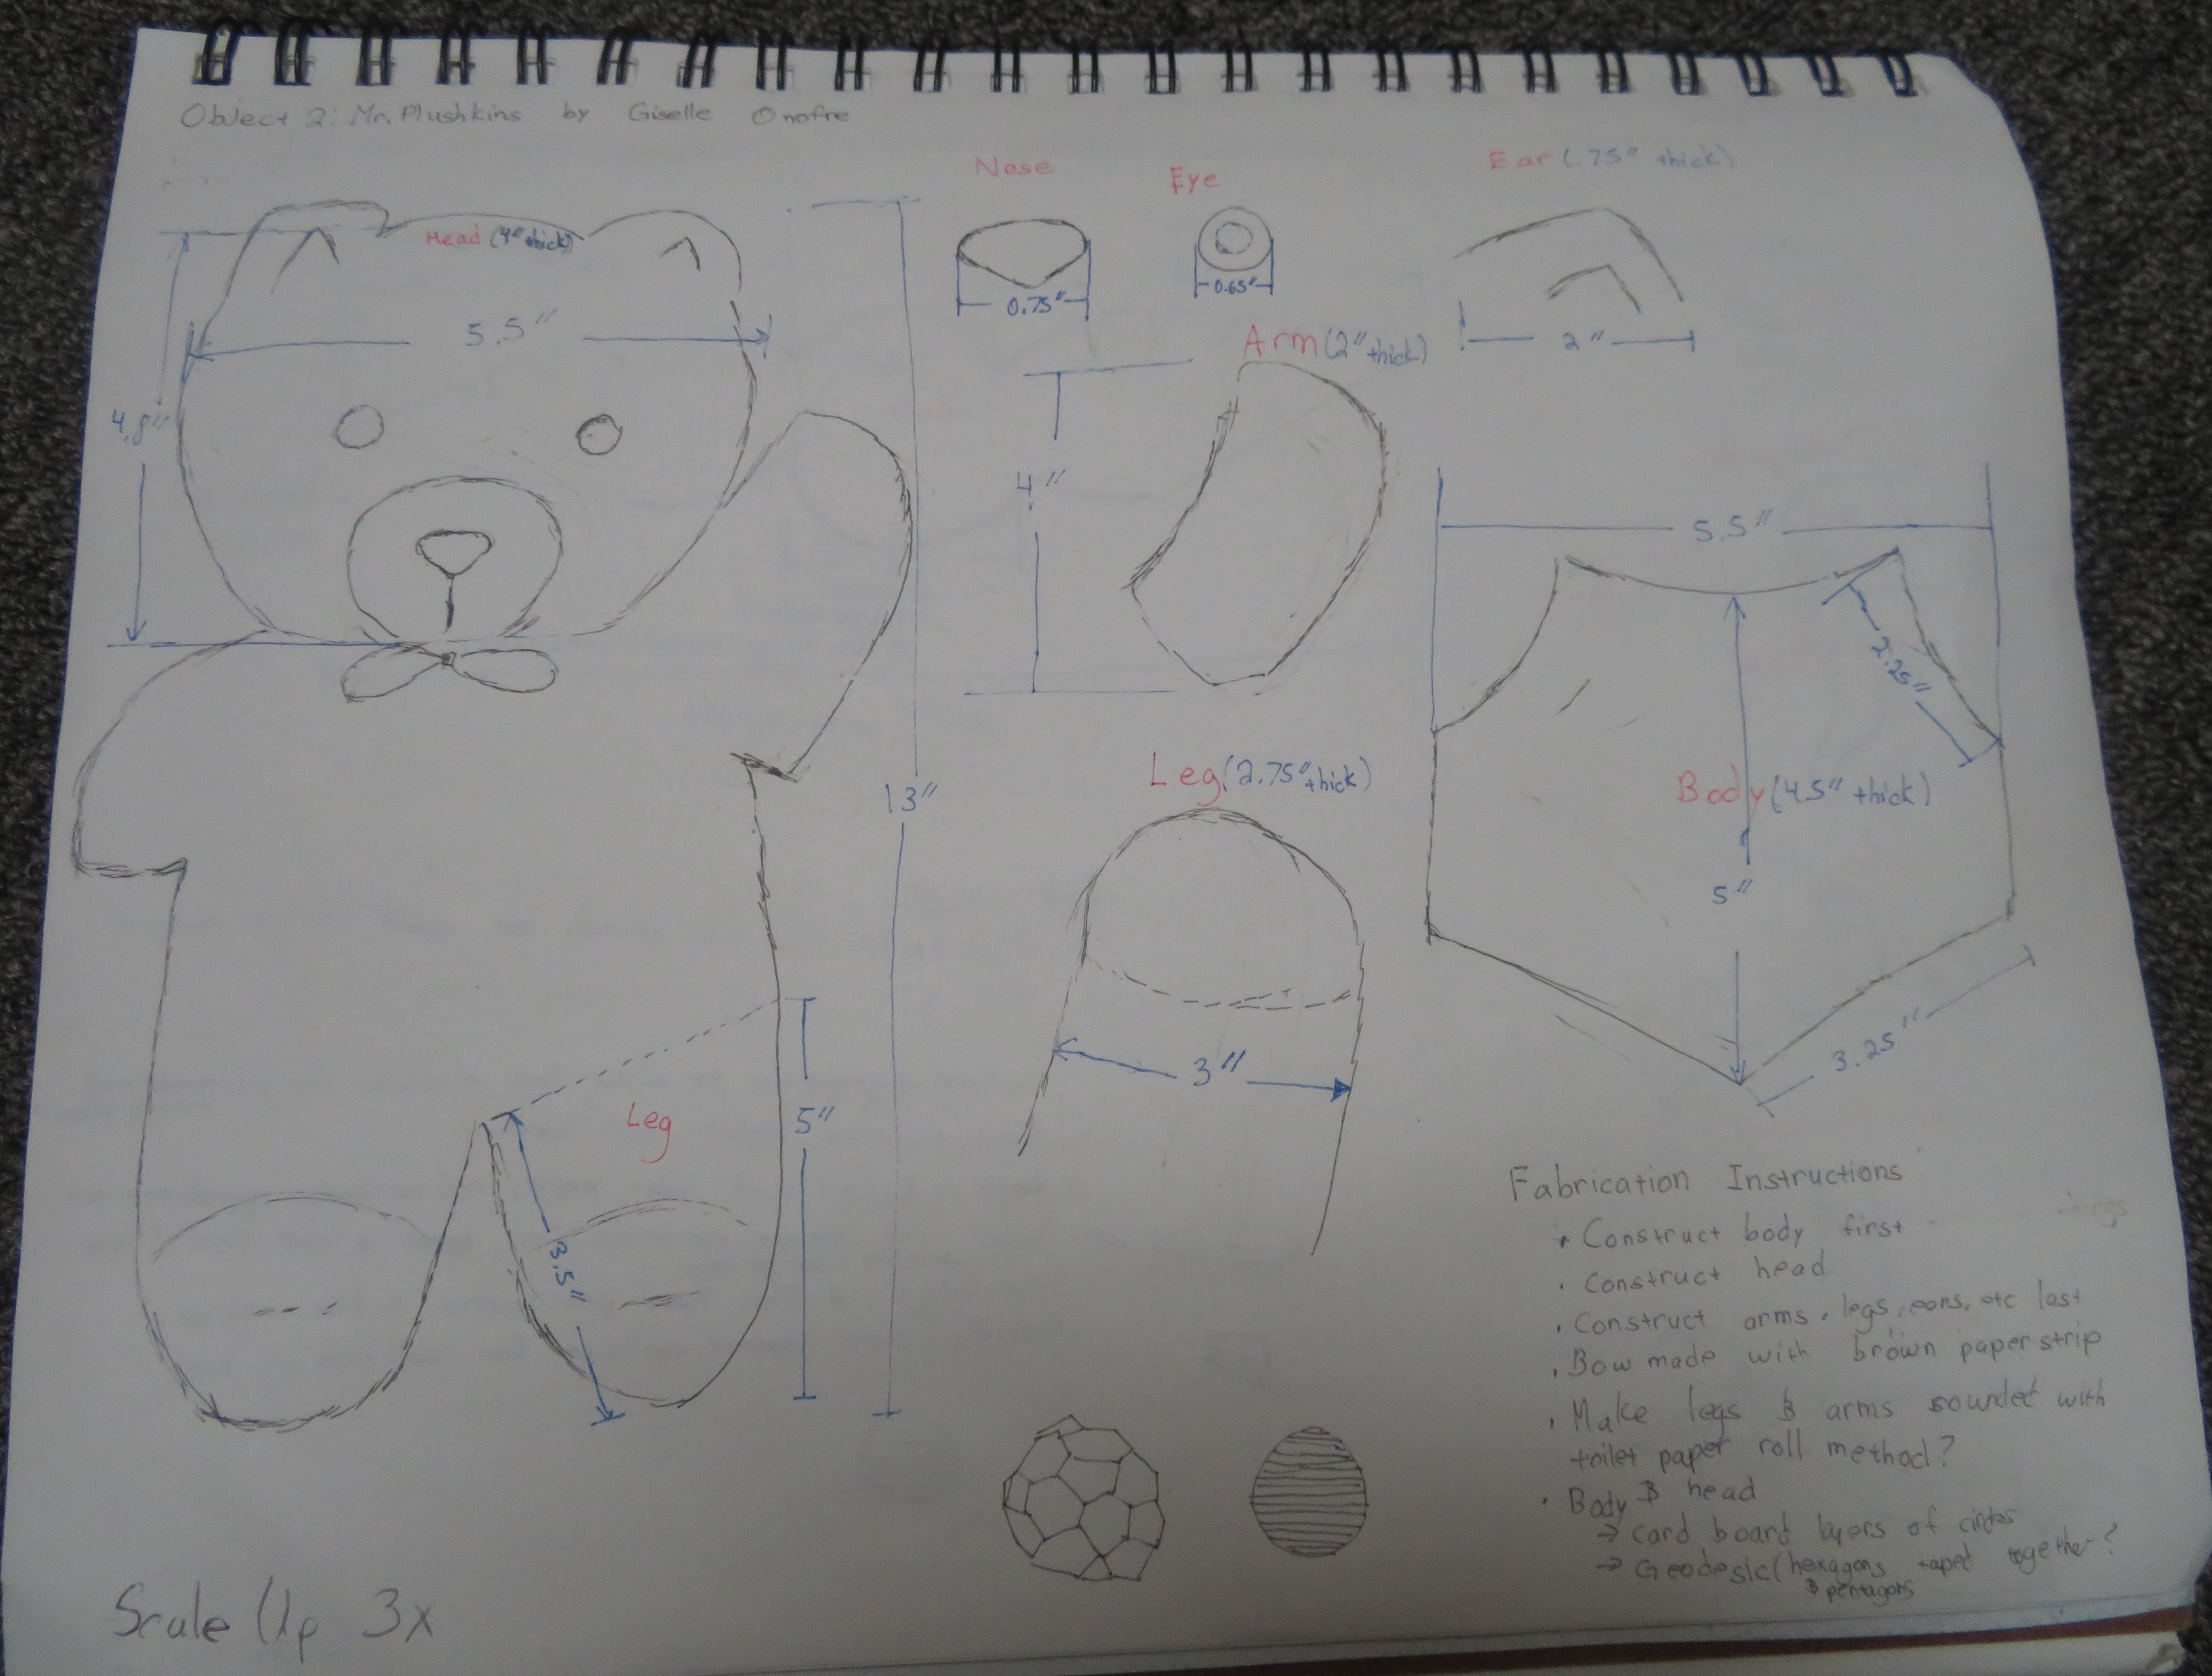 Object 2: Mr. Plushkins by Giselle Onofre
Nose
Eye
Ear (.75" thick)
Head (4" thick)
0.75"
0.65"
2"
5.5"
Arm (2" thick)
4.8"
4"
5.5"
2.25"
Leg (2.75" thick)
13"
Body (4.5" thick)
5"
3"
3.25"
Leg
5"
3.5"
Fabrication Instructions
• Construct body first
• Construct head
• Construct arms, legs, ears, etc last
• Bow made with brown paper strip
• Make legs & arms rounded with
toilet paper roll method?
• Body & head
→ Card board layers of circles
→ Geodesic (hexagons taped together?
& pentagons
Scale Up 3x